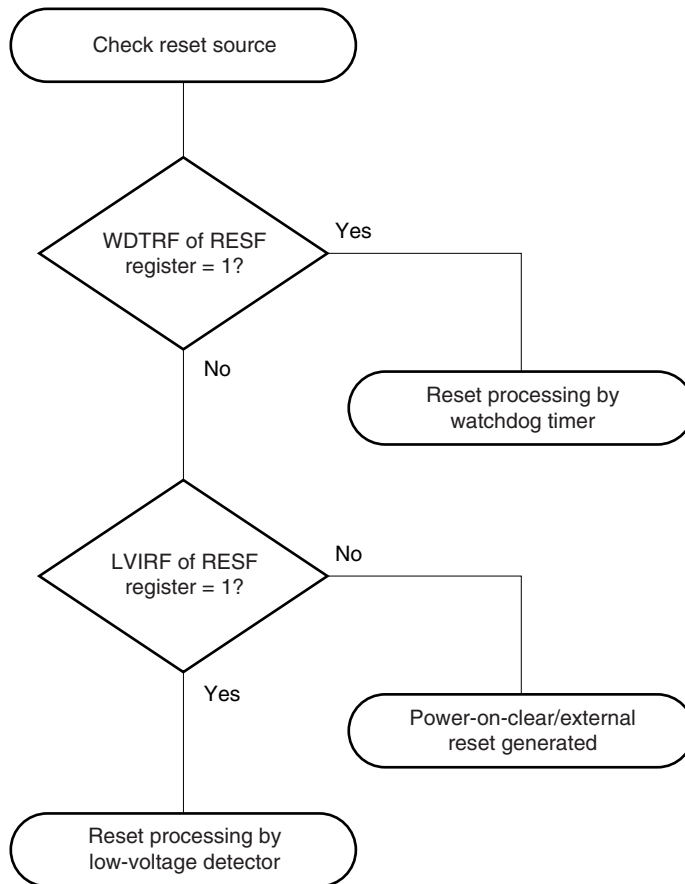 Check reset source
WDTRF of RESF
register = 1?
Yes
No
Reset processing by
watchdog timer
LVIRF of RESF
register = 1?
No
Yes
Power-on-clear/external
reset generated
Reset processing by
low-voltage detector